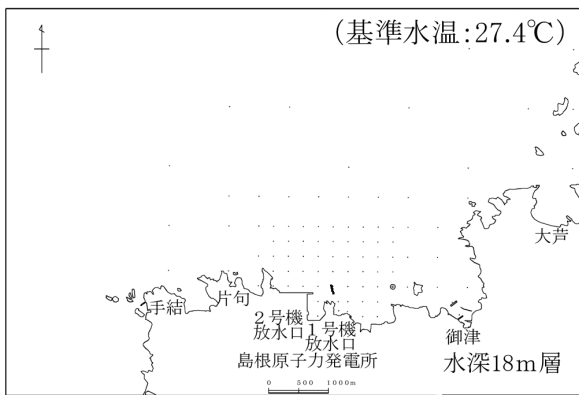 (基準水温:27.4℃)
大芦
手結
片句
2号機
放水口
1号機
放水口
御津
島根原子力発電所
水深18m層
0 500 1000m